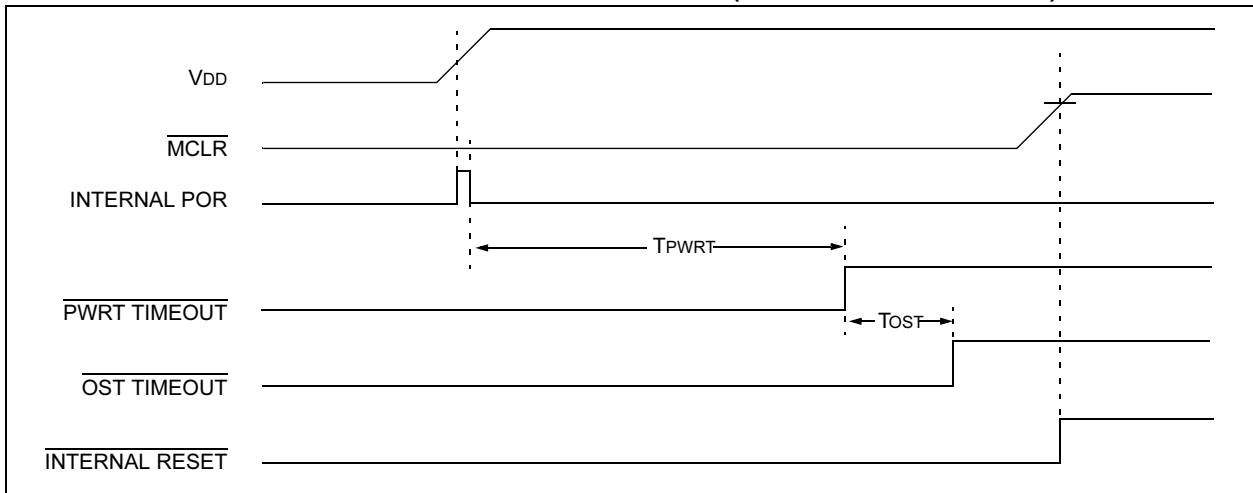 VDD
MCLR
INTERNAL POR
TPWRT
PWRT TIMEOUT
TOST
OST TIMEOUT
INTERNAL RESET